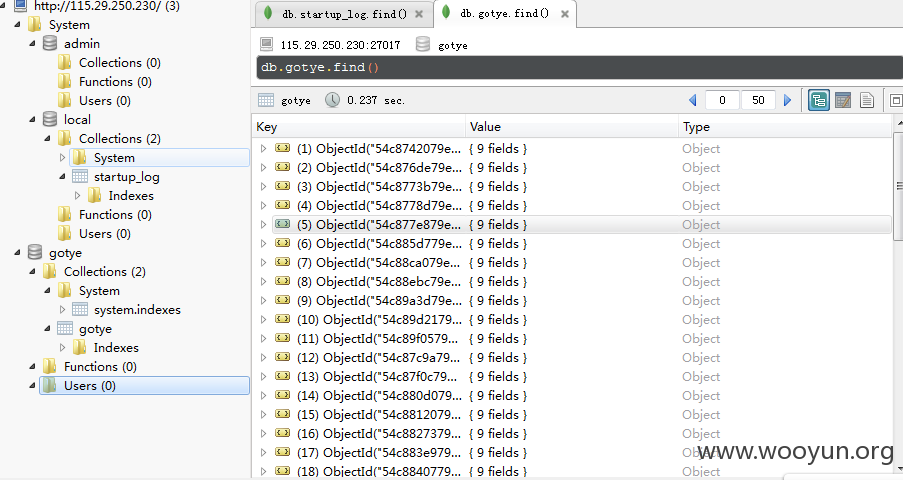 http://115.29.250.230/ (3)
System
admin
Collections (0)
Functions (0)
Users (0)
local
Collections (2)
System
startup_log
Indexes
Functions (0)
Users (0)
gotye
Collections (2)
System
system.indexes
gotye
Indexes
Functions (0)
Users (0)
db.startup_log.find() db.gotye.find()
115.29.250.230:27017 gotye
db.gotye.find()
gotye 0.237 sec. 0 50
Key Value Type
(1) ObjectId("54c8742079e... { 9 fields } Object
(2) ObjectId("54c876de79e... { 9 fields } Object
(3) ObjectId("54c8773b79e... { 9 fields } Object
(4) ObjectId("54c8778d79e... { 9 fields } Object
(5) ObjectId("54c877e879e... { 9 fields } Object
(6) ObjectId("54c885d779e... { 9 fields } Object
(7) ObjectId("54c88ca079e... { 9 fields } Object
(8) ObjectId("54c88ebc79e... { 9 fields } Object
(9) ObjectId("54c89a3d79e... { 9 fields } Object
(10) ObjectId("54c89d2179... { 9 fields } Object
(11) ObjectId("54c89f0579... { 9 fields } Object
(12) ObjectId("54c87c9a79... { 9 fields } Object
(13) ObjectId("54c87f0c79... { 9 fields } Object
(14) ObjectId("54c880d079... { 9 fields } Object
(15) ObjectId("54c8812079... { 9 fields } Object
(16) ObjectId("54c8827379... { 9 fields } Object
(17) ObjectId("54c883e979... { 9 fields } Object
(18) ObjectId("54c8840779... { 9 fields } Object
www.wooyun.org